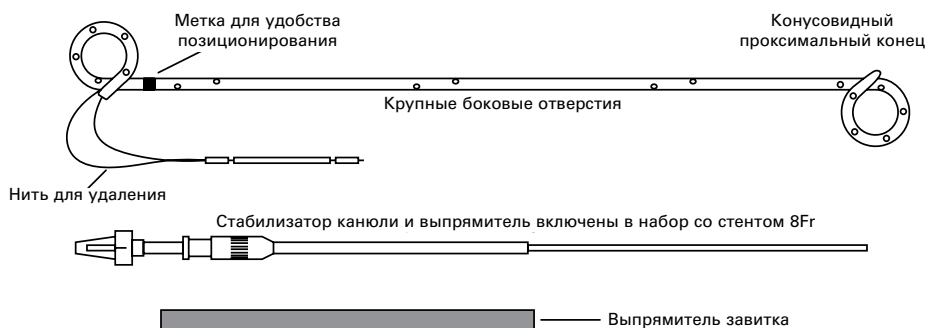 Метка для удобства
позиционирования
Конусовидный
проксимальный конец
Крупные боковые отверстия
Нить для удаления
Стабилизатор канюли и выпрямитель включены в набор со стентом 8Fr
Выпрямитель завитка